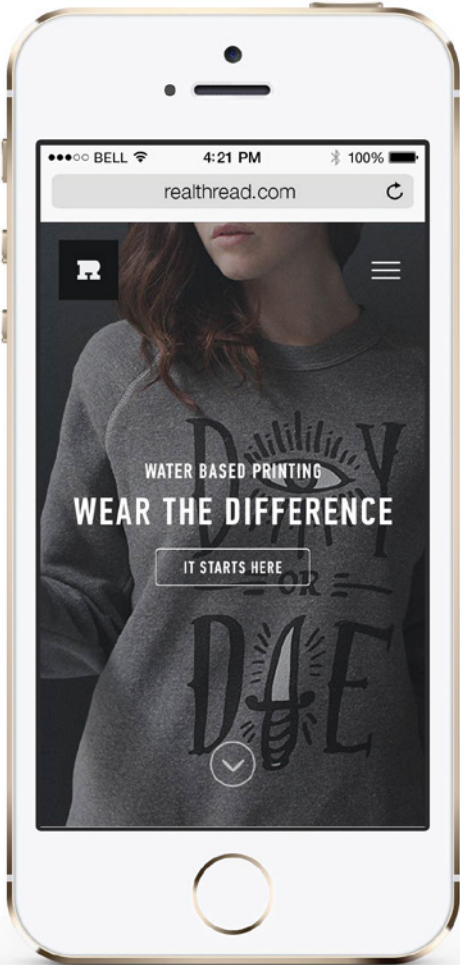 BELL 4:21 PM 100%
realthread.com
R
WATER BASED PRINTING
WEAR THE DIFFERENCE
IT STARTS HERE
D Y
OR
D E